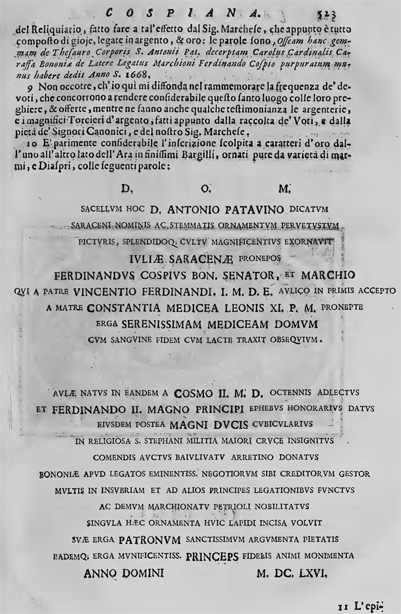 COSPIANA. 523
del Reliquiario, fatto fare a tal'effetto dal Sig. Marchese, che appunto è tutto
composto di gioje, legate in argento, & oro: le parole sono, Osseam hanc gem-
mam de Thesauro Corporis S. Antonii Pat. decerptam Carolus Cardinalis Ca-
raffa Bononiæ de Latere Legatus Marchioni Ferdinando Cospio purpuratum mu-
nus habere dedit Anno S. 1668.
9 Non occorre, ch'io quì mi diffonda nel rammemorare la frequenza de' de-
voti, che concorrono a rendere considerabile questo santo luogo colle loro pre-
ghiere, & offerte, mentre ne fanno anche qualche testimonianza le argenterie,
e i magnifici Torcieri d'argento, fatti appunto dalla raccolta de' Voti, e dalla
pietà de' Signori Canonici, e del nostro Sig. Marchese.
10 E' parimente considerabile l'inscrizione scolpita a caratteri d'oro dal-
l'uno all'altro lato dell'Ara in finissimi Bargilli, ornati pure da varietà di mar-
mi, e Diaspri, colle seguenti parole:
D. O. M.
SACELLVM HOC D. ANTONIO PATAVINO DICATVM
SARACENI NOMINIS AC STEMMATIS ORNAMENTVM PERVETVSTVM
PICTVRIS, SPLENDIDOQ. CVLTV MAGNIFICENTIVS EXORNAVIT
IVLIÆ SARACENÆ PRONEPOS
FERDINANDVS COSPIVS BON. SENATOR, ET MARCHIO
QVI A PATRE VINCENTIO FERDINANDI. I. M. D. E. AVLICO IN PRIMIS ACCEPTO
A MATRE CONSTANTIA MEDICEA LEONIS XI. P. M. PRONEPTE
ERGA SERENISSIMAM MEDICEAM DOMVM
CVM SANGVINE FIDEM CVM LACTE TRAXIT OBSEQVIVM.
AVLÆ NATVS IN EANDEM A COSMO II. M. D. OCTENNIS ADLECTVS
ET FERDINANDO II. MAGNO PRINCIPI EPHEBVS HONORARIVS DATVS
EIVSDEM POSTEA MAGNI DVCIS CVBICVLARIVS
IN RELIGIOSA S. STEPHANI MILITIA MAIORI CRVCE INSIGNITVS
COMENDIS AVCTVS BAIVLIVATV ARRETINO DONATVS
BONONIÆ APVD LEGATOS EMINENTISS. NEGOTIORVM SIBI CREDITORVM GESTOR
MVLTIS IN INSVBRIAM ET AD ALIOS PRINCIPES LEGATIONIBVS FVNCTVS
AC DEMVM MARCHIONATV PETRIOLI NOBILITATVS
SINGVLA HÆC ORNAMENTA HVIC LAPIDI INCISA VOLVIT
SVÆ ERGA PATRONVM SANCTISSIMVM ARGVMENTA PIETATIS
EADEMQ; ERGA MVNIFICENTISS. PRINCEPS FIDELIS ANIMI MONIMENTA
ANNO DOMINI M. DC. LXVI.
11 L'epi-